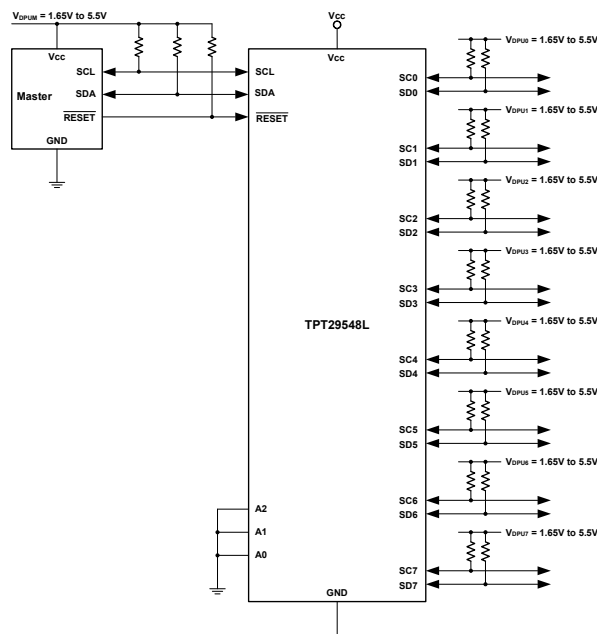 VDPUM = 1.65V to 5.5V
Vcc
Master
SCL
SDA
RESET
GND
Vcc
Vcc
SCL
SDA
RESET
TPT29548L
A2
A1
A0
GND
SC0
SD0
VDPU0 = 1.65V to 5.5V
SC1
SD1
VDPU1 = 1.65V to 5.5V
SC2
SD2
VDPU2 = 1.65V to 5.5V
SC3
SD3
VDPU3 = 1.65V to 5.5V
SC4
SD4
VDPU4 = 1.65V to 5.5V
SC5
SD5
VDPU5 = 1.65V to 5.5V
SC6
SD6
VDPU6 = 1.65V to 5.5V
SC7
SD7
VDPU7 = 1.65V to 5.5V